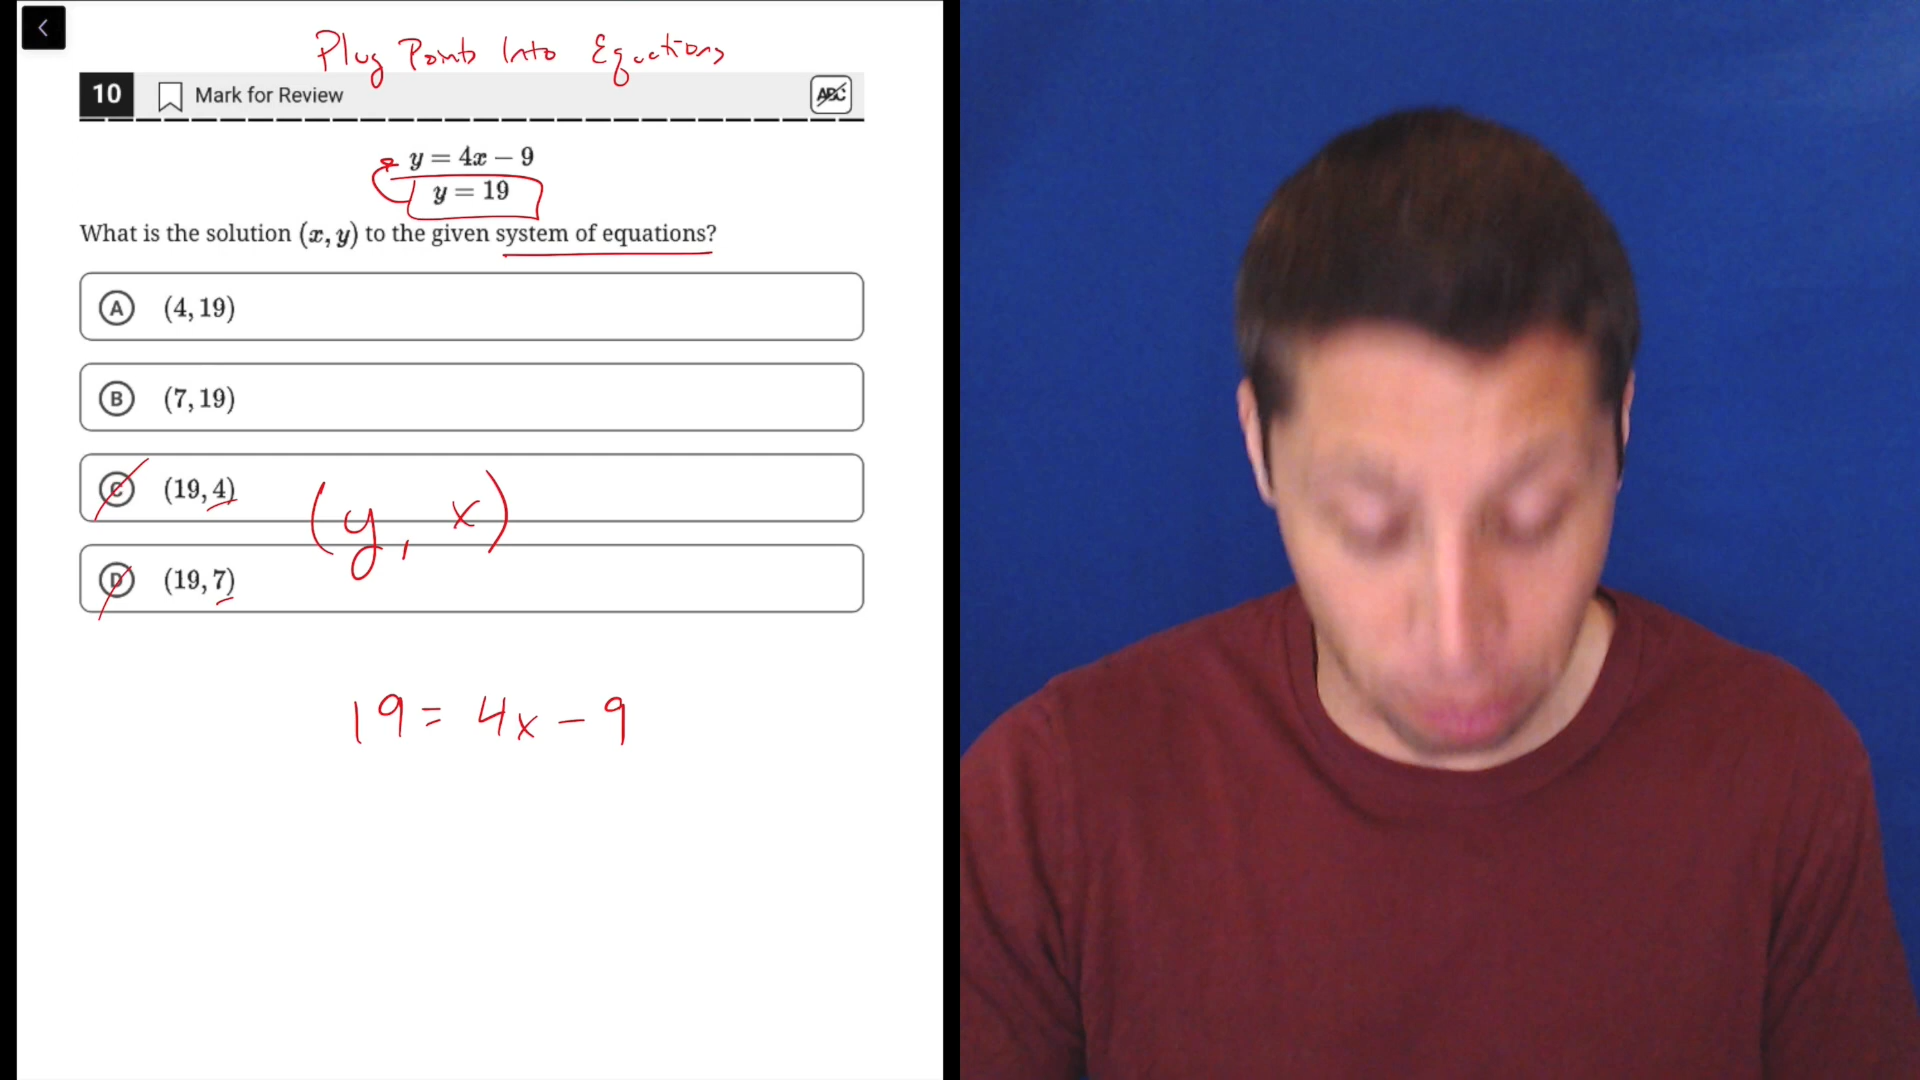 Plug Points Into Equations
10 Mark for Review ABC
y = 4x − 9
y = 19
What is the solution (x, y) to the given system of equations?
A (4, 19)
B (7, 19)
C (19, 4)
(y, x)
D (19, 7)
19 = 4x − 9